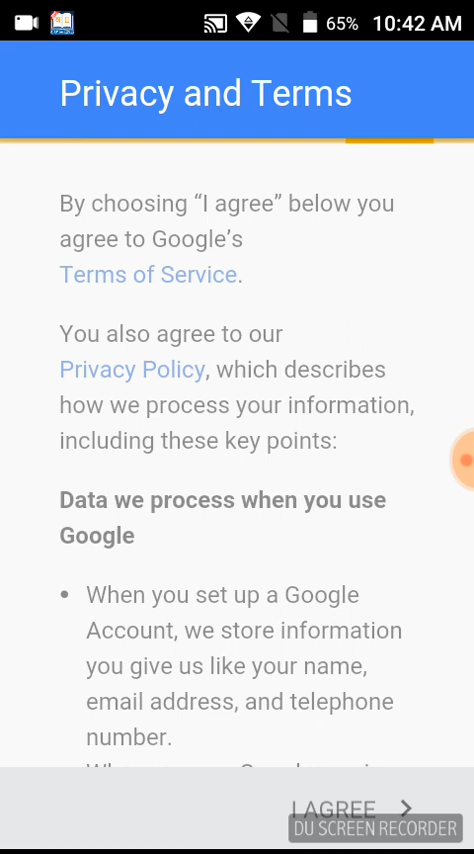 65% 10:42 AM
Privacy and Terms
By choosing “I agree” below you
agree to Google’s
Terms of Service.
You also agree to our
Privacy Policy, which describes
how we process your information,
including these key points:
Data we process when you use
Google
• When you set up a Google
Account, we store information
you give us like your name,
email address, and telephone
number.
I AGREE
DU SCREEN RECORDER